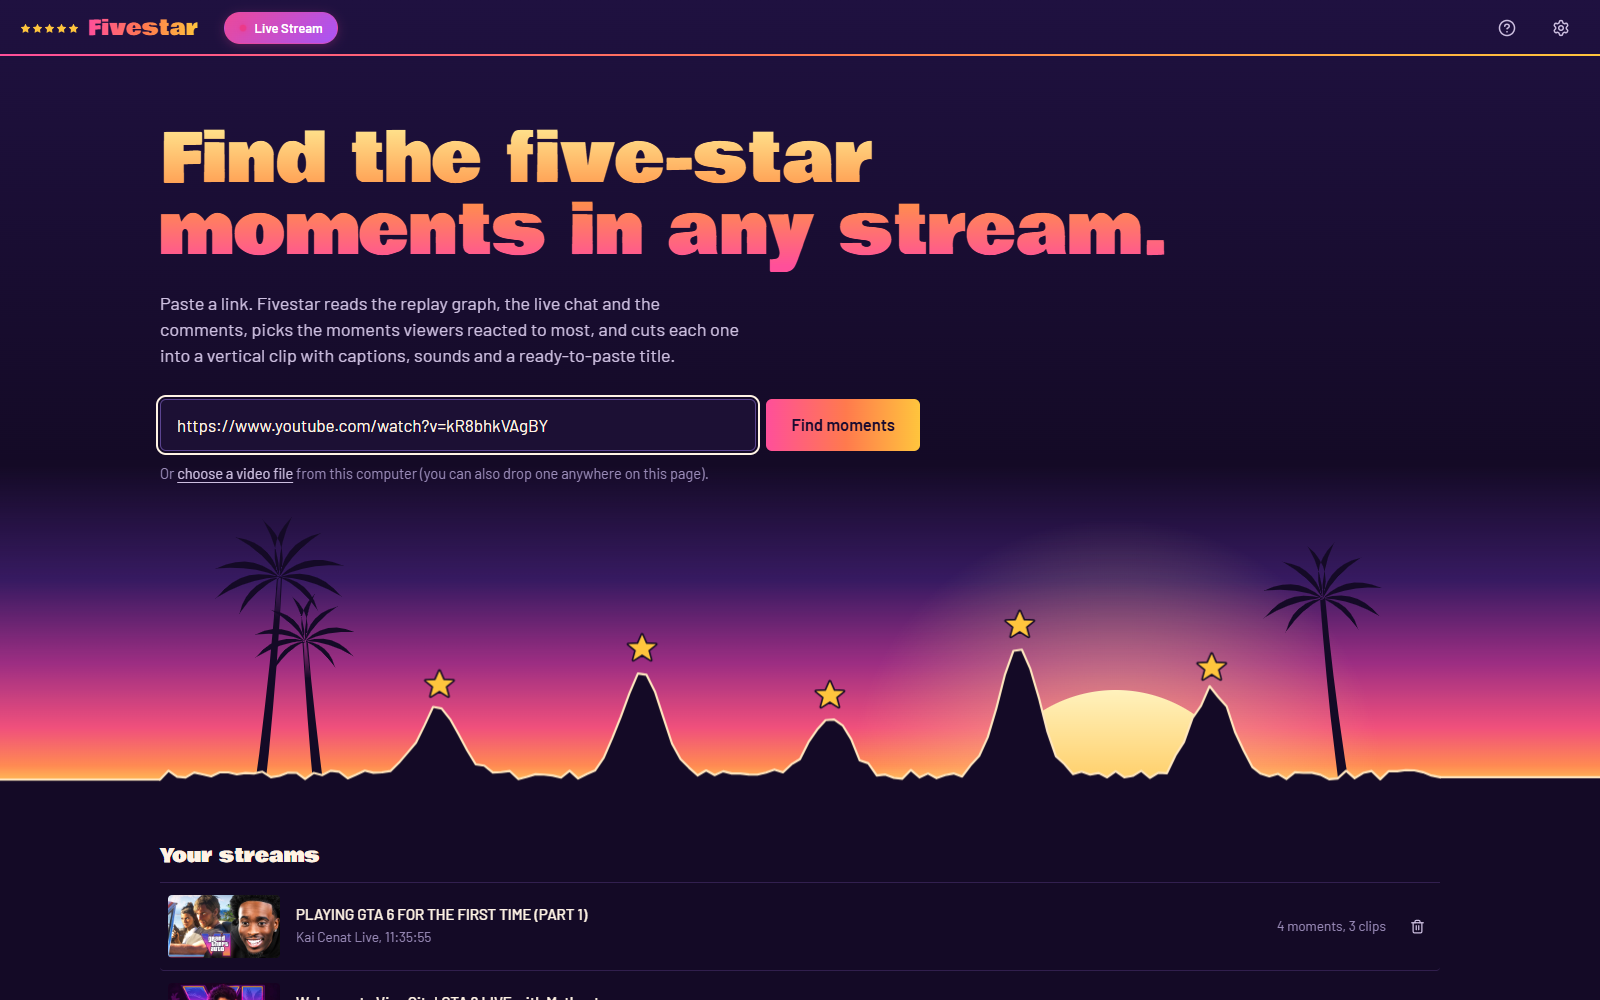 Fivestar
Live Stream
Find the five-star
moments in any stream.
Paste a link. Fivestar reads the replay graph, the live chat and the
comments, picks the moments viewers reacted to most, and cuts each one
into a vertical clip with captions, sounds and a ready-to-paste title.
https://www.youtube.com/watch?v=kR8bhkVAgBY
Find moments
Or choose a video file from this computer (you can also drop one anywhere on this page).
Your streams
PLAYING GTA 6 FOR THE FIRST TIME (PART 1)
Kai Cenat Live, 11:35:55
4 moments, 3 clips
grand
theft
auto